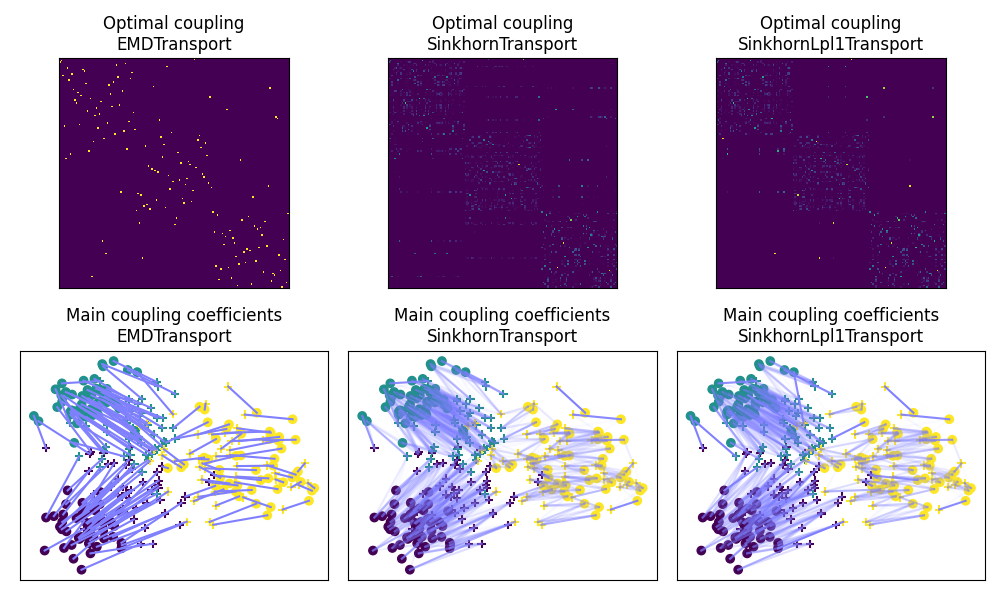 Optimal coupling
EMDTransport
Optimal coupling
SinkhornTransport
Optimal coupling
SinkhornLpl1Transport
Main coupling coefficients
EMDTransport
Main coupling coefficients
SinkhornTransport
Main coupling coefficients
SinkhornLpl1Transport